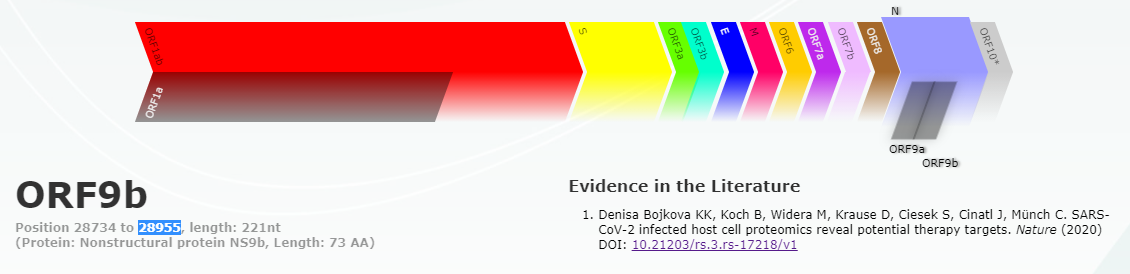 N
ORF1ab
S
ORF3a
ORF3b
E
M
ORF6
ORF7a
ORF7b
ORF8
ORF10*
ORF1a
ORF9a
ORF9b
ORF9b
Position 28734 to 28955, length: 221nt
(Protein: Nonstructural protein NS9b, Length: 73 AA)
Evidence in the Literature
1. Denisa Bojkova KK, Koch B, Widera M, Krause D, Ciesek S, Cinatl J, Münch C. SARS-
CoV-2 infected host cell proteomics reveal potential therapy targets. Nature (2020)
DOI: 10.21203/rs.3.rs-17218/v1